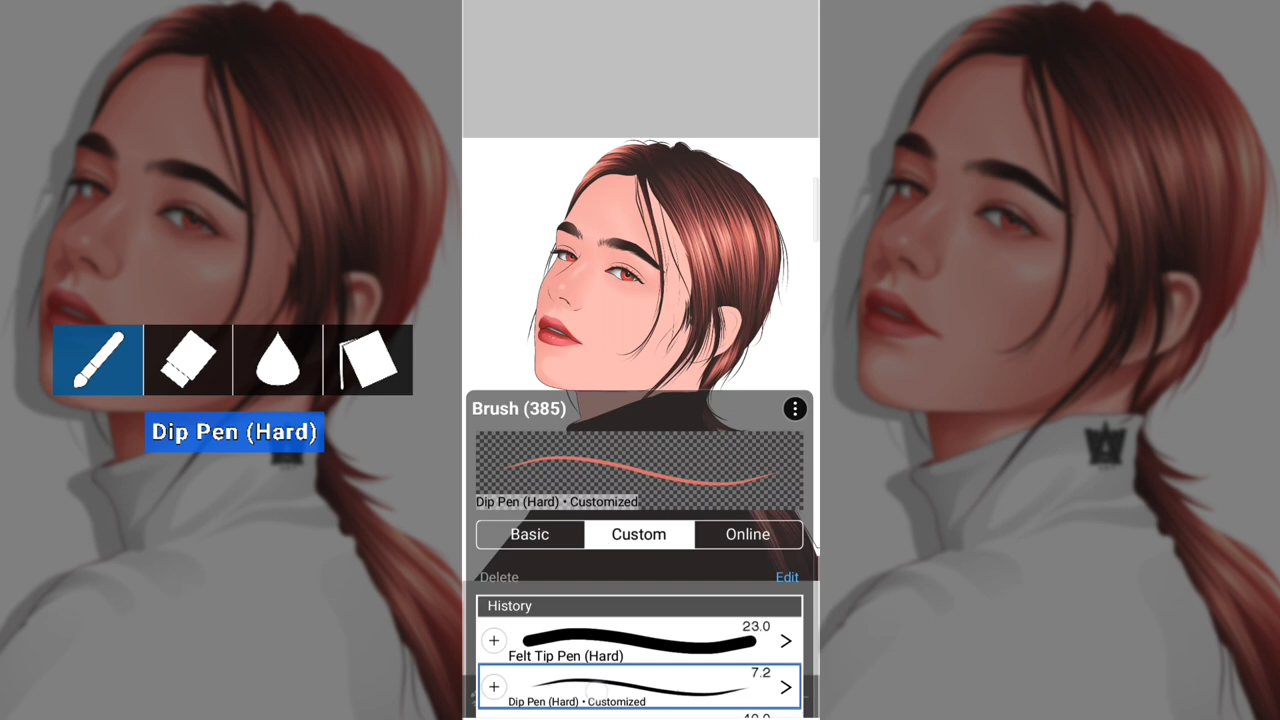 Dip Pen (Hard)
Brush (385)
Dip Pen (Hard) • Customized
Basic Custom Online
Delete Edit
History
23.0
Felt Tip Pen (Hard)
7.2
Dip Pen (Hard) • Customized